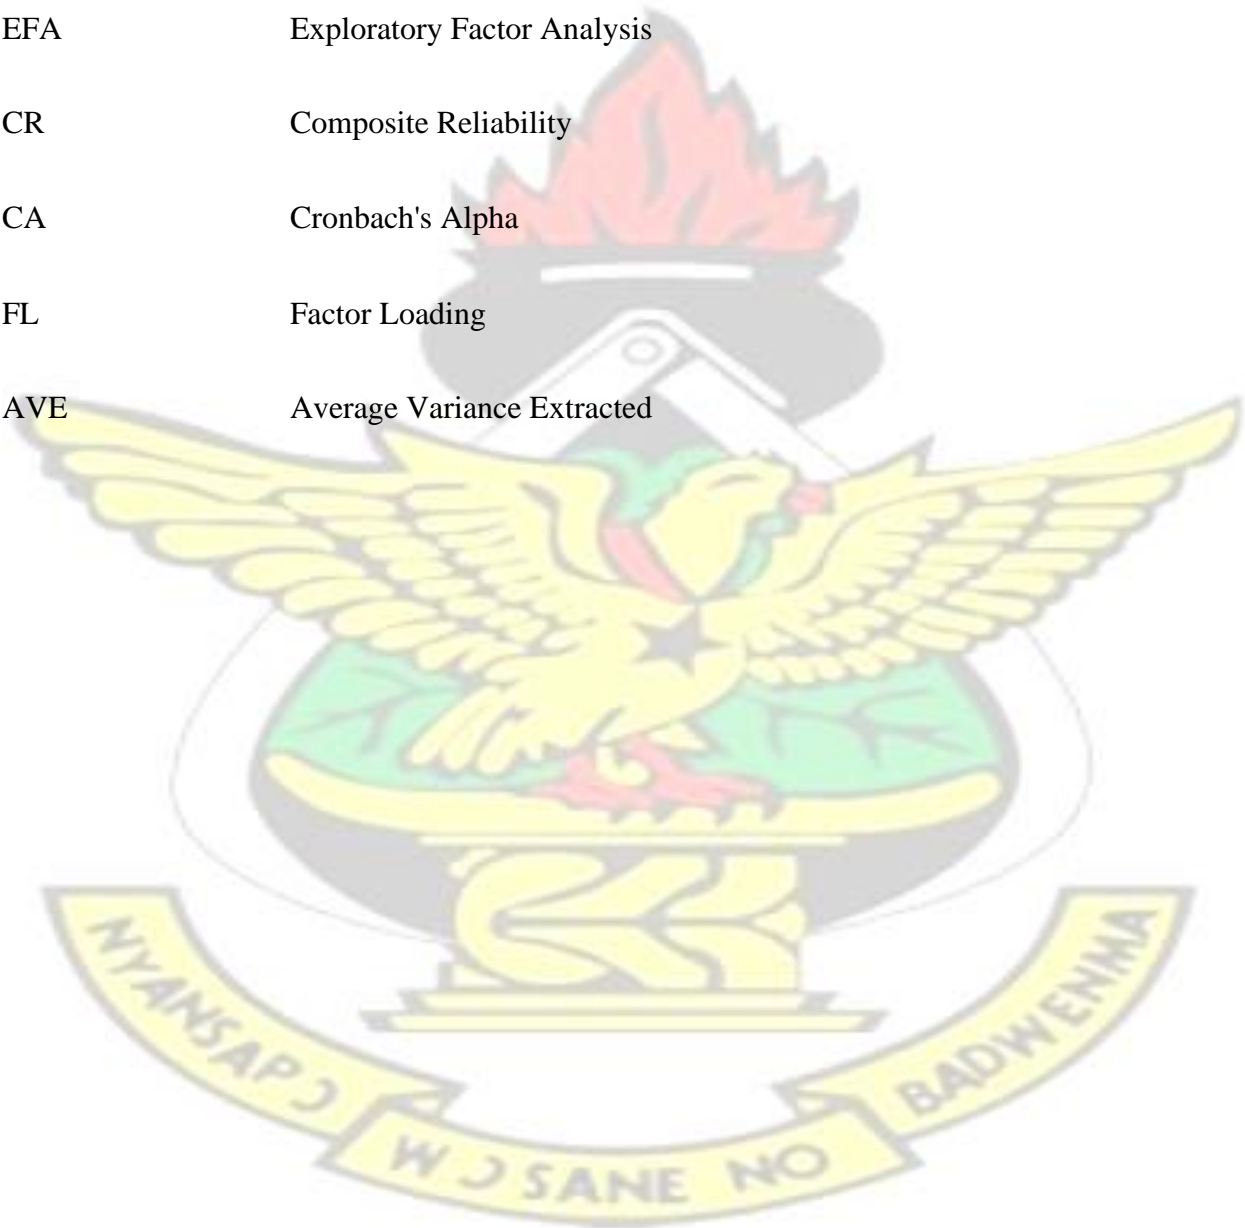 EFA Exploratory Factor Analysis
CR Composite Reliability
CA Cronbach's Alpha
FL Factor Loading
AVE Average Variance Extracted
NYANSAPƆ WƆSANE NO BADWENMA